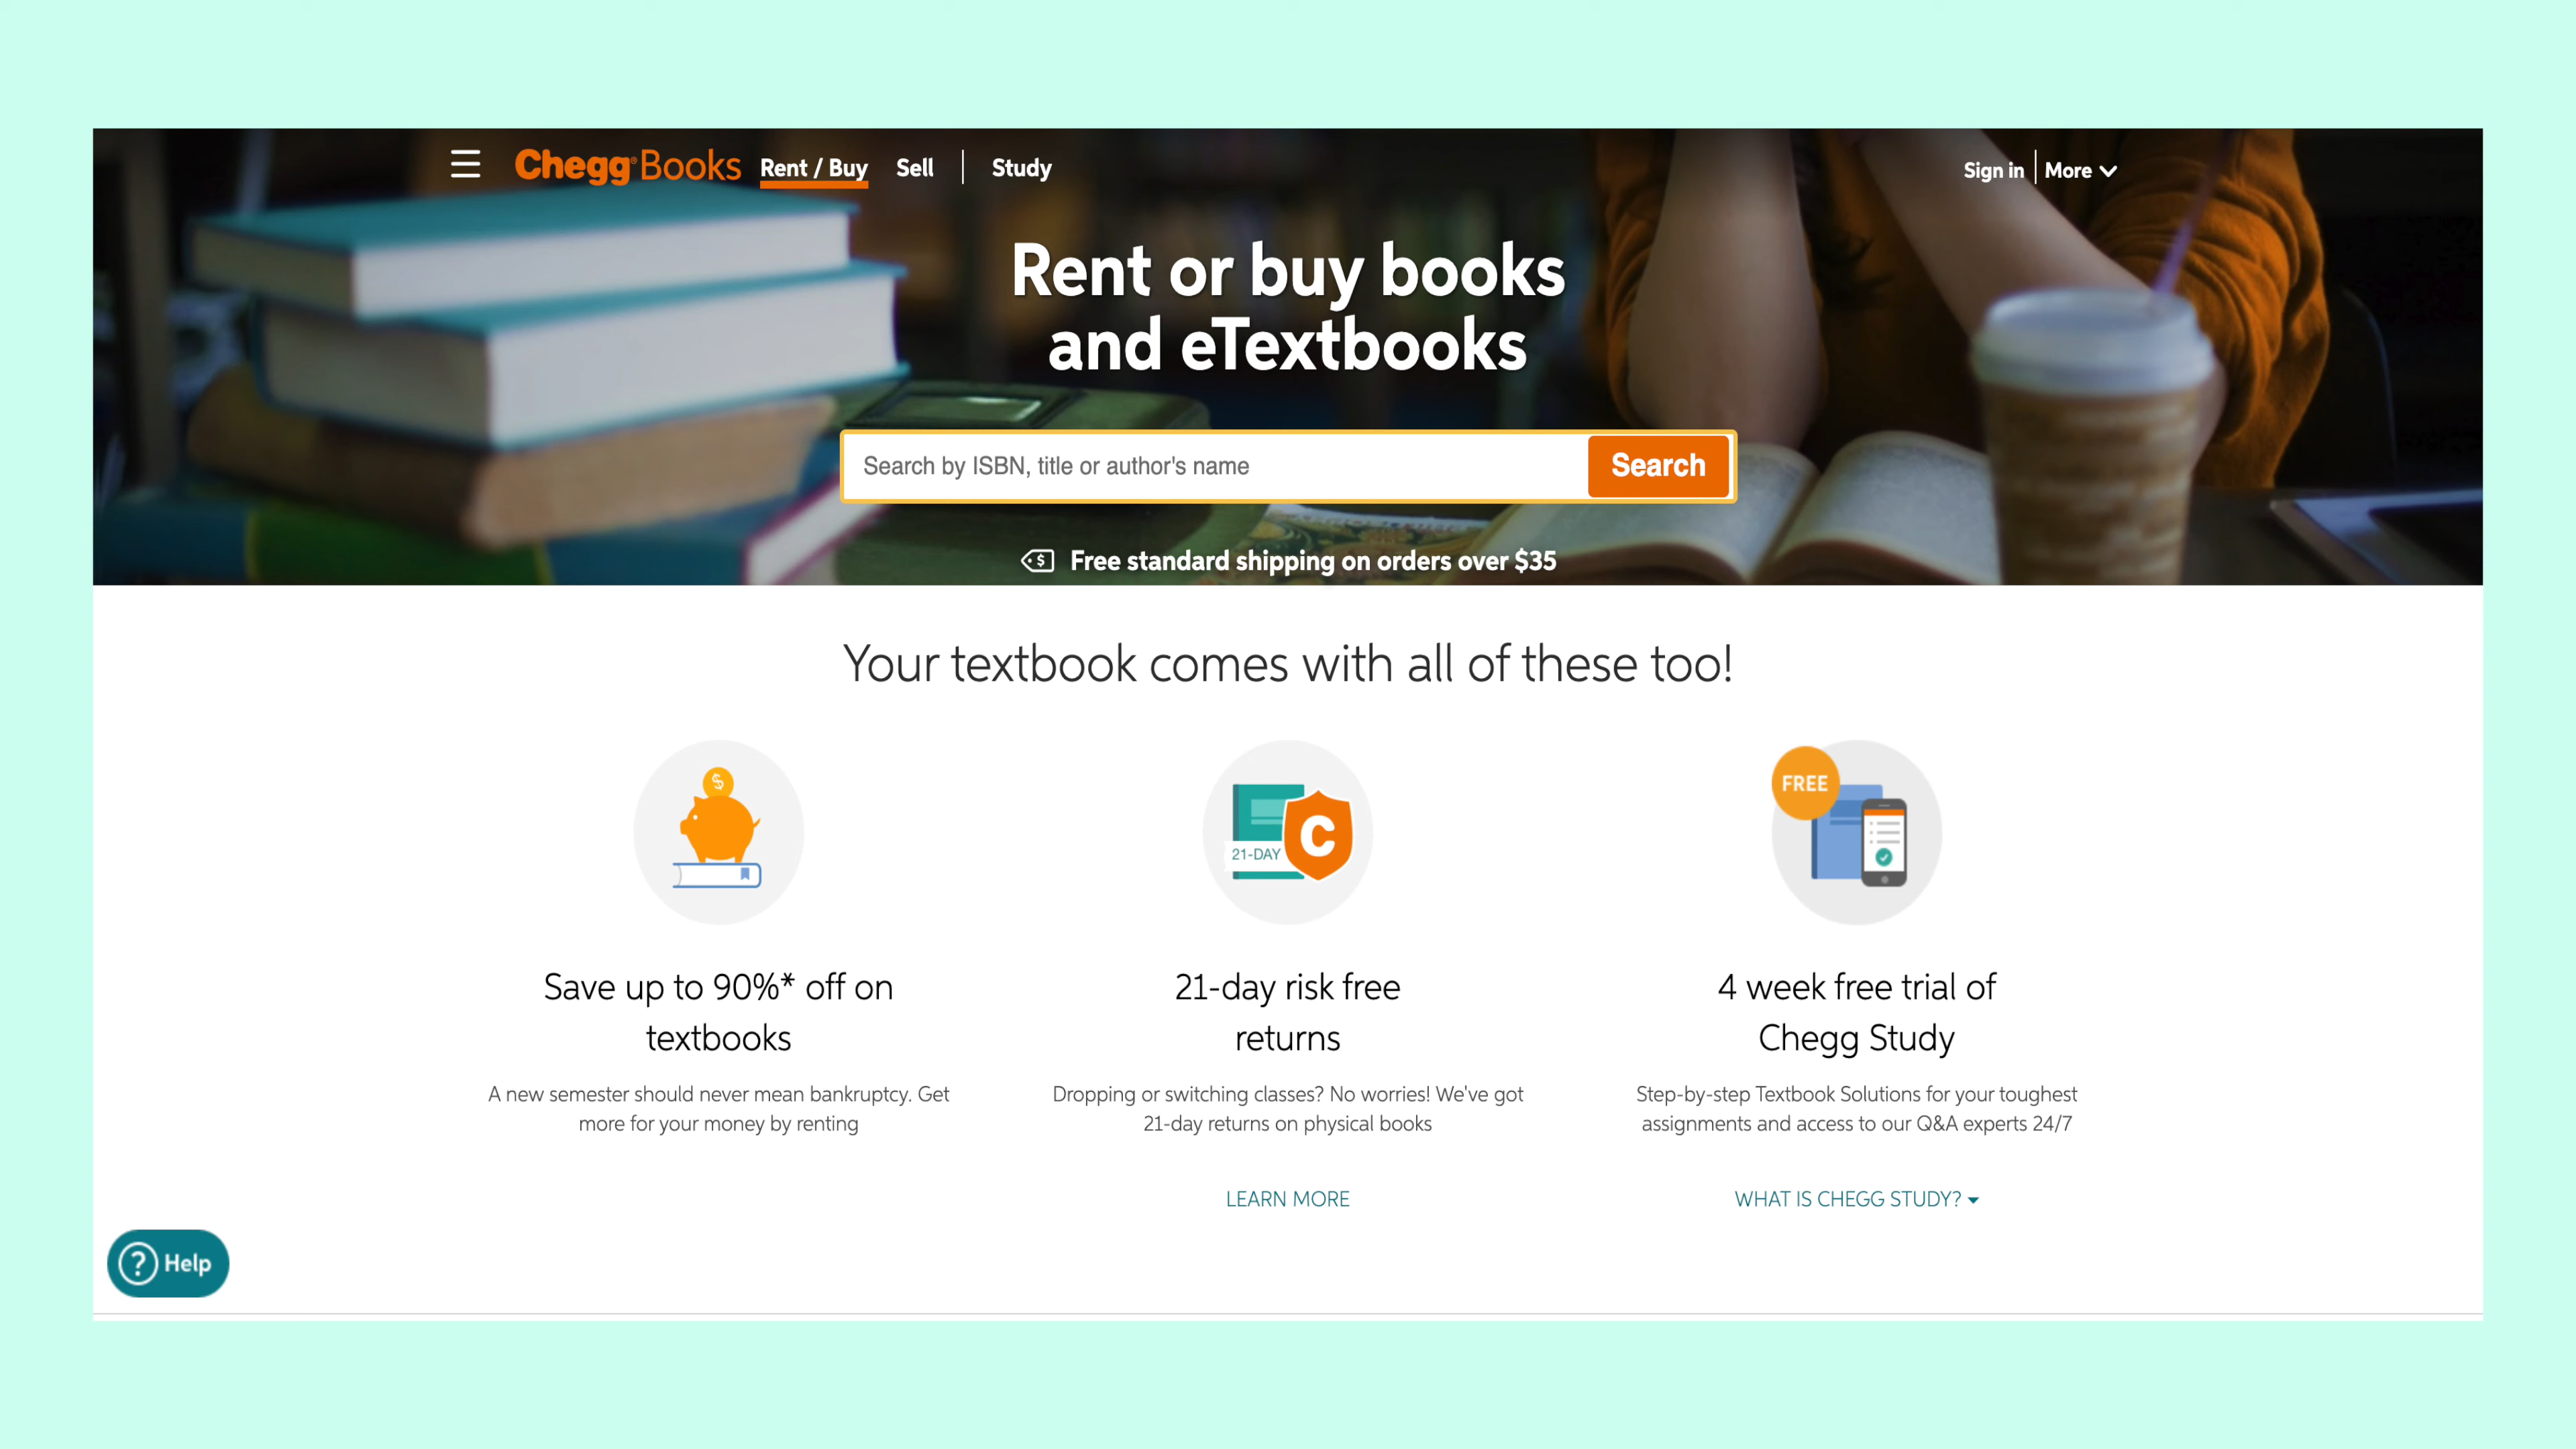 Chegg® Books Rent / Buy Sell Study Sign in More
Rent or buy books
and eTextbooks
Search by ISBN, title or author's name Search
$ Free standard shipping on orders over $35
Your textbook comes with all of these too!
$
21-DAY C
FREE
Save up to 90%* off on
textbooks
A new semester should never mean bankruptcy. Get
more for your money by renting
21-day risk free
returns
Dropping or switching classes? No worries! We've got
21-day returns on physical books
LEARN MORE
4 week free trial of
Chegg Study
Step-by-step Textbook Solutions for your toughest
assignments and access to our Q&A experts 24/7
WHAT IS CHEGG STUDY?
? Help